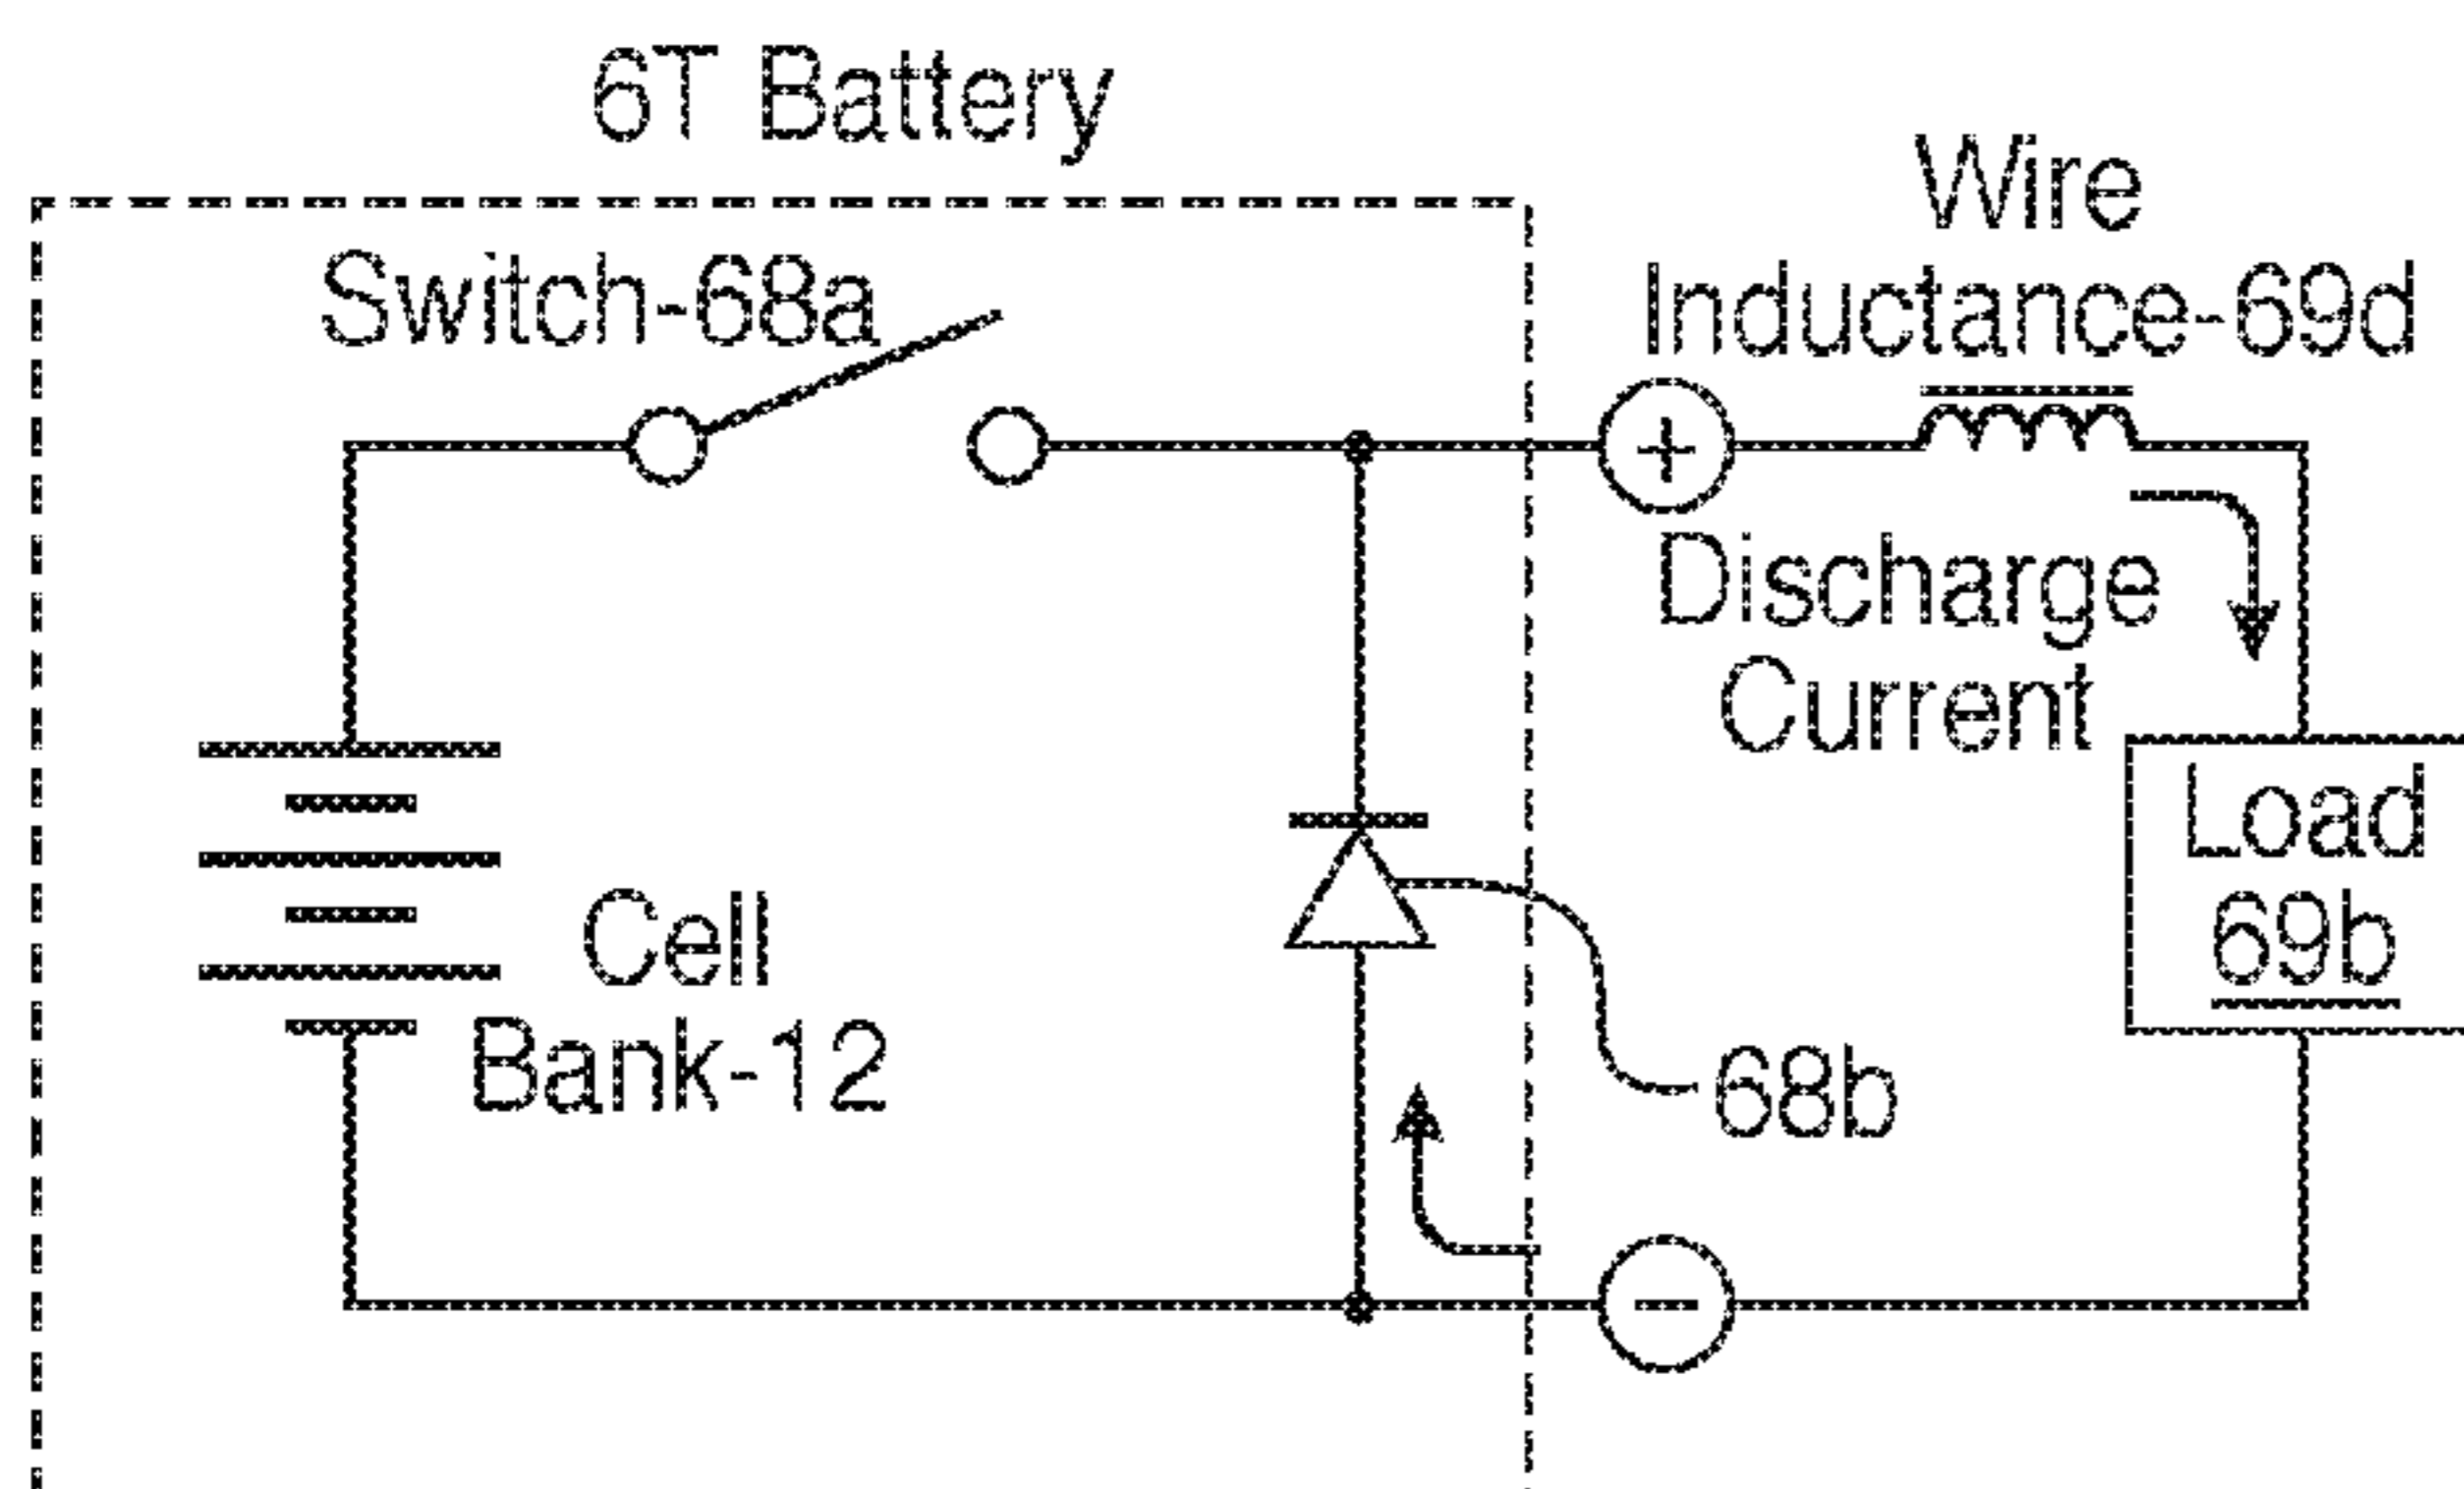 6T Battery
Switch-68a
Wire
Inductance-69d
+
Discharge
Current
Load
69b
Cell
Bank-12
68b
-